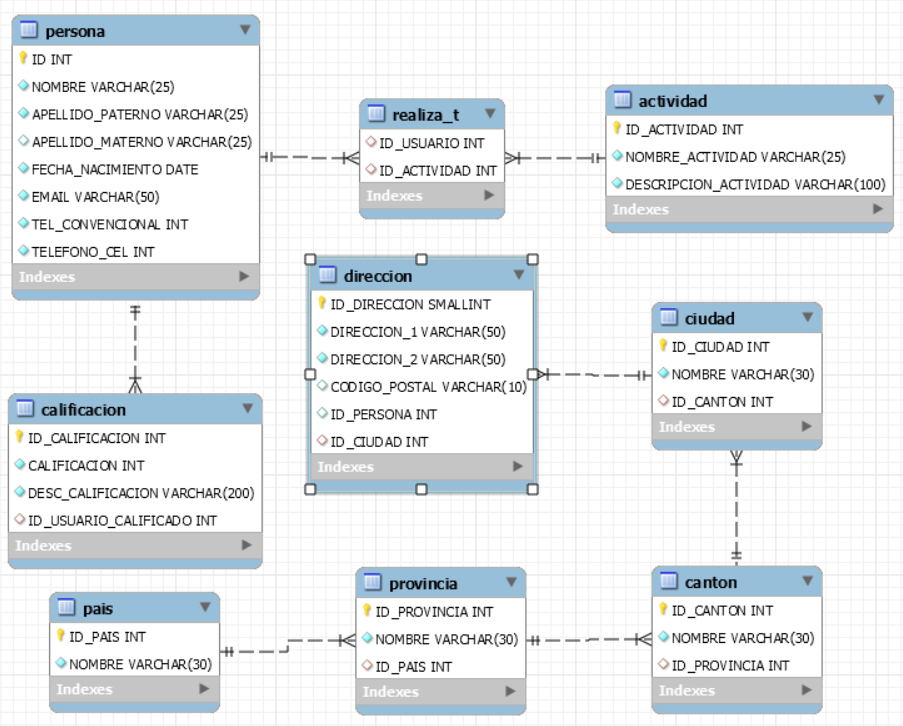 persona
ID INT
NOMBRE VARCHAR(25)
APELLIDO_PATERNO VARCHAR(25)
APELLIDO_MATERNO VARCHAR(25)
FECHA_NACIMIENTO DATE
EMAIL VARCHAR(50)
TEL_CONVENCIONAL INT
TELEFONO_CEL INT
Indexes
realiza_t
ID_USUARIO INT
ID_ACTIVIDAD INT
Indexes
actividad
ID_ACTIVIDAD INT
NOMBRE_ACTIVIDAD VARCHAR(25)
DESCRIPCION_ACTIVIDAD VARCHAR(100)
Indexes
direccion
ID_DIRECCION SMALLINT
DIRECCION_1 VARCHAR(50)
DIRECCION_2 VARCHAR(50)
CODIGO_POSTAL VARCHAR(10)
ID_PERSONA INT
ID_CIUDAD INT
Indexes
ciudad
ID_CIUDAD INT
NOMBRE VARCHAR(30)
ID_CANTON INT
Indexes
calificacion
ID_CALIFICACION INT
CALIFICACION INT
DESC_CALIFICACION VARCHAR(200)
ID_USUARIO_CALIFICADO INT
Indexes
pais
ID_PAIS INT
NOMBRE VARCHAR(30)
Indexes
provincia
ID_PROVINCIA INT
NOMBRE VARCHAR(30)
ID_PAIS INT
Indexes
canton
ID_CANTON INT
NOMBRE VARCHAR(30)
ID_PROVINCIA INT
Indexes